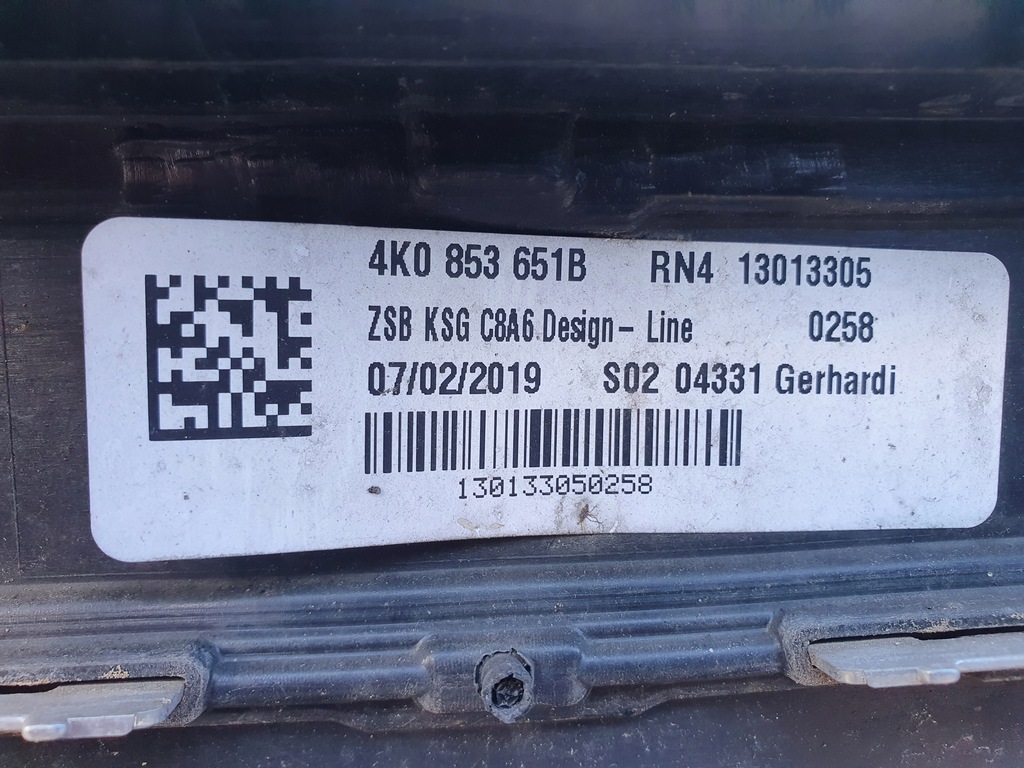 4K0 853 651B RN4 13013305
ZSB KSG C8A6 Design- Line 0258
07/02/2019 S02 04331 Gerhardi
130133050258